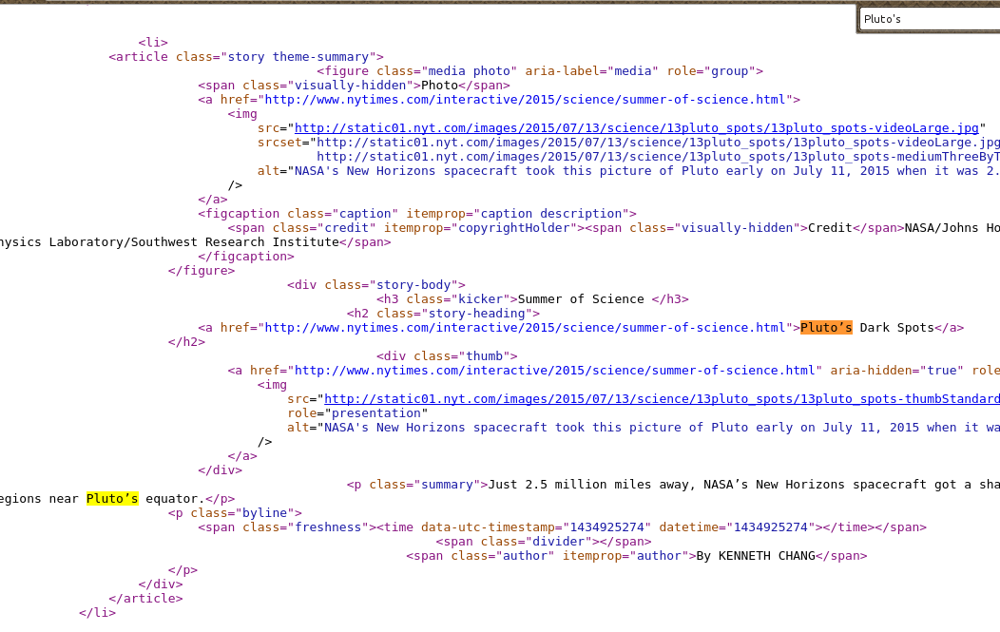 Pluto's
<li>
<article class="story theme-summary">
<figure class="media photo" aria-label="media" role="group">
<span class="visually-hidden">Photo</span>
<a href="http://www.nytimes.com/interactive/2015/science/summer-of-science.html">
<img
src="http://static01.nyt.com/images/2015/07/13/science/13pluto_spots/13pluto_spots-videoLarge.jpg"
srcset="http://static01.nyt.com/images/2015/07/13/science/13pluto_spots/13pluto_spots-videoLarge.jpg
http://static01.nyt.com/images/2015/07/13/science/13pluto_spots/13pluto_spots-mediumThreeByT
alt="NASA's New Horizons spacecraft took this picture of Pluto early on July 11, 2015 when it was 2.
/>
</a>
<figcaption class="caption" itemprop="caption description">
<span class="credit" itemprop="copyrightHolder"><span class="visually-hidden">Credit</span>NASA/Johns Ho
hysics Laboratory/Southwest Research Institute</span>
</figcaption>
</figure>
<div class="story-body">
<h3 class="kicker">Summer of Science </h3>
<h2 class="story-heading">
<a href="http://www.nytimes.com/interactive/2015/science/summer-of-science.html">Pluto’s Dark Spots</a>
</h2>
<div class="thumb">
<a href="http://www.nytimes.com/interactive/2015/science/summer-of-science.html" aria-hidden="true" role
<img
src="http://static01.nyt.com/images/2015/07/13/science/13pluto_spots/13pluto_spots-thumbStandard
role="presentation"
alt="NASA's New Horizons spacecraft took this picture of Pluto early on July 11, 2015 when it wa
/>
</a>
</div>
<p class="summary">Just 2.5 million miles away, NASA’s New Horizons spacecraft got a sha
egions near Pluto’s equator.</p>
<p class="byline">
<span class="freshness"><time data-utc-timestamp="1434925274" datetime="1434925274"></time></span>
<span class="divider"></span>
<span class="author" itemprop="author">By KENNETH CHANG</span>
</p>
</div>
</article>
</li>